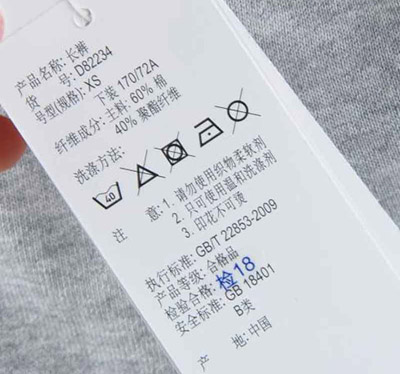 产品名称: 长裤
货号: D82234
号型(规格): XS
下装 170/72A
纤维成分: 主料: 60% 棉
40% 聚酯纤维
洗涤方法:
40
注意: 1. 请勿使用织物柔软剂
2. 只可使用温和洗涤剂
3. 印花不可烫
执行标准: GB/T 22853-2009
产品等级: 合格品
检验合格: 检18
安全标准: GB 18401
B类
产地: 中国